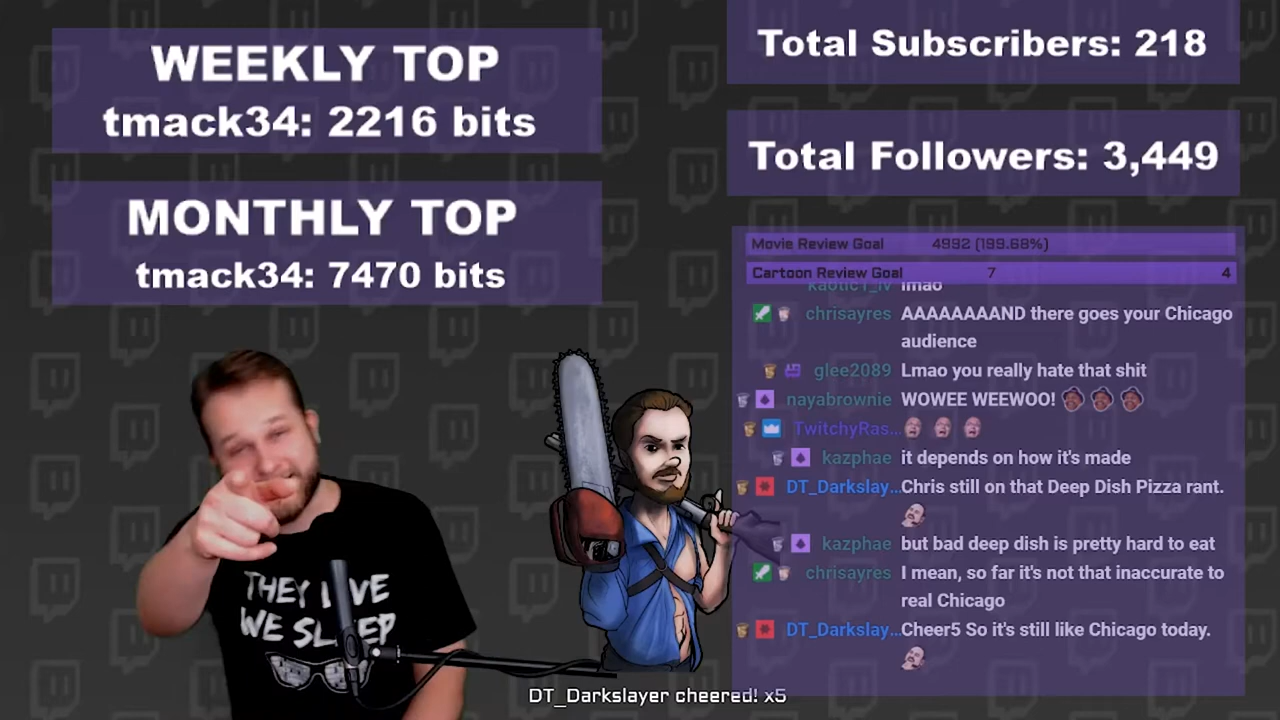 WEEKLY TOP
tmack34: 2216 bits
MONTHLY TOP
tmack34: 7470 bits
Total Subscribers: 218
Total Followers: 3,449
Movie Review Goal 4992 (199.68%)
Cartoon Review Goal 7 4
kaotic1_iv lmao
chrisayres AAAAAAAAND there goes your Chicago
audience
glee2089 Lmao you really hate that shit
nayabrownie WOWEE WEEWOO!
TwitchyRas...
kazphae it depends on how it's made
DT_Darkslay... Chris still on that Deep Dish Pizza rant.
kazphae but bad deep dish is pretty hard to eat
chrisayres I mean, so far it's not that inaccurate to
real Chicago
DT_Darkslay... Cheer5 So it's still like Chicago today.
THEY LIVE
WE SLEEP
DT_Darkslayer cheered! x5